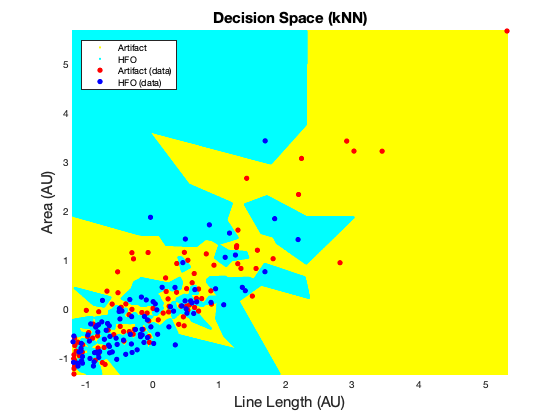 Decision Space (kNN)
Artifact
HFO
Artifact (data)
HFO (data)
5
4
3
2
1
0
-1
Area (AU)
-1
0
1
2
3
4
5
Line Length (AU)